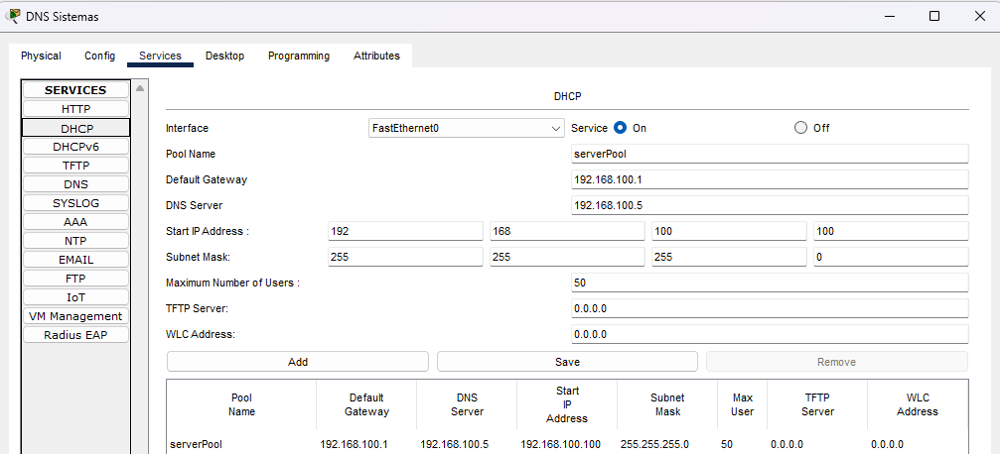 DNS Sistemas
Physical Config Services Desktop Programming Attributes
SERVICES
HTTP
DHCP
DHCPv6
TFTP
DNS
SYSLOG
AAA
NTP
EMAIL
FTP
IoT
VM Management
Radius EAP
DHCP
Interface FastEthernet0 Service On Off
Pool Name serverPool
Default Gateway 192.168.100.1
DNS Server 192.168.100.5
Start IP Address : 192 168 100 100
Subnet Mask: 255 255 255 0
Maximum Number of Users : 50
TFTP Server: 0.0.0.0
WLC Address: 0.0.0.0
Add Save Remove
Pool Name Default Gateway DNS Server Start IP Address Subnet Mask Max User TFTP Server WLC Address
serverPool 192.168.100.1 192.168.100.5 192.168.100.100 255.255.255.0 50 0.0.0.0 0.0.0.0